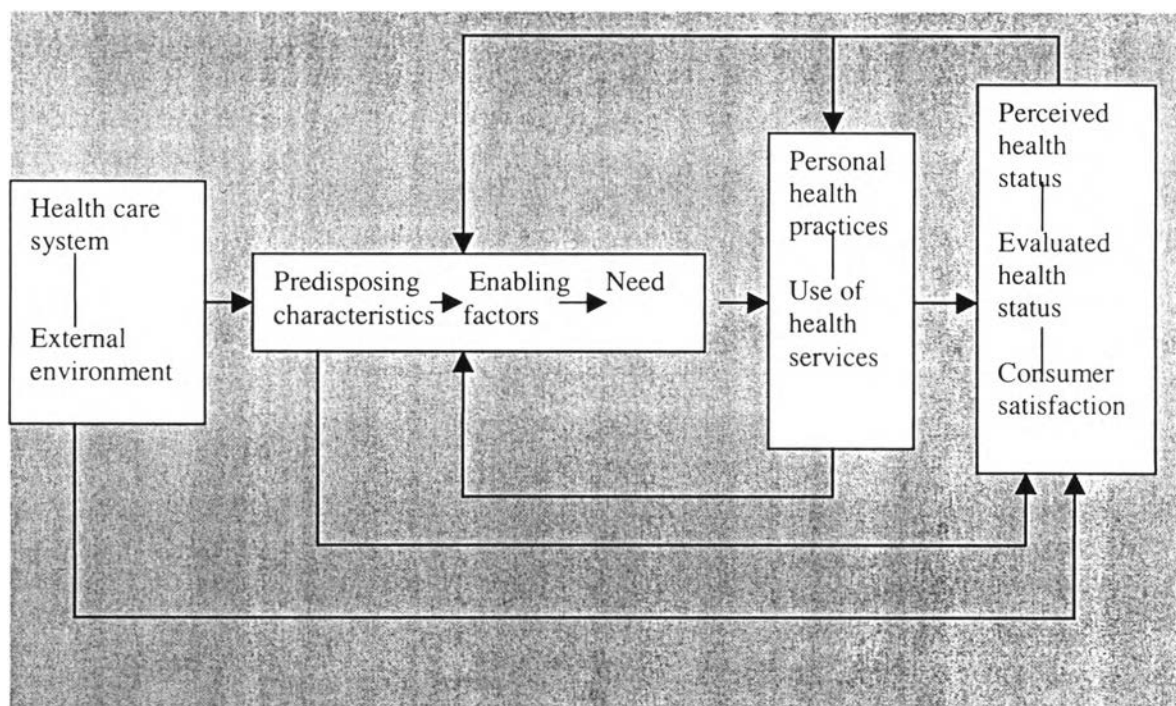 Health care
system
External
environment
Predisposing
characteristics
Enabling
factors
Need
Personal
health
practices
Use of
health
services
Perceived
health
status
Evaluated
health
status
Consumer
satisfaction